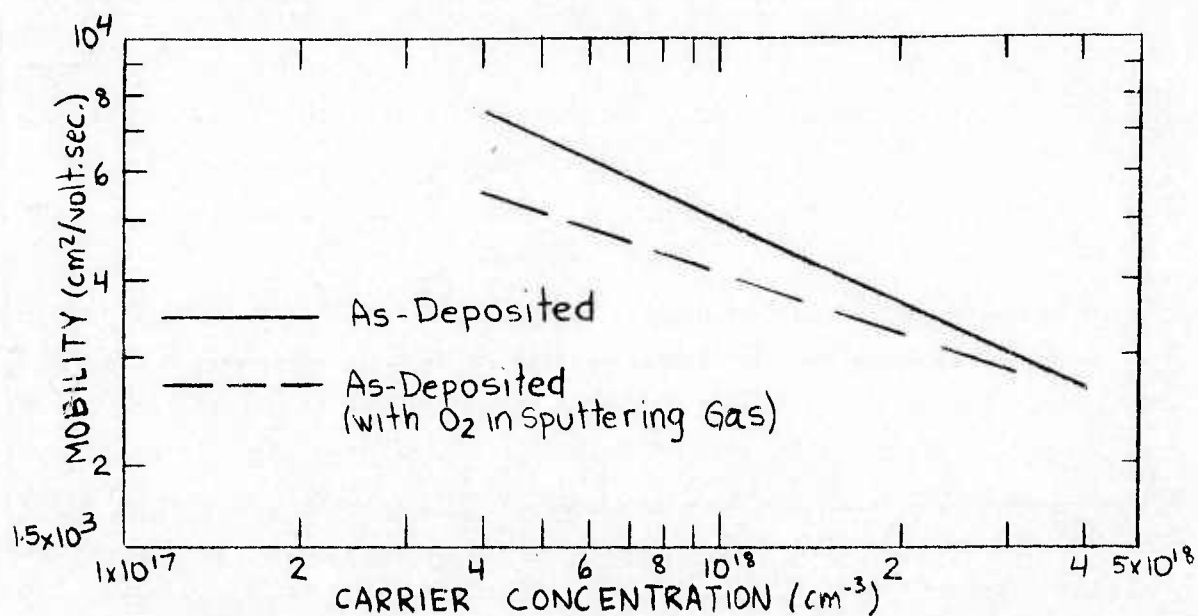 10⁴
8
6
4
2
1.5x10³
MOBILITY (cm²/volt.sec.)
As-Deposited
As-Deposited
(with O₂ in Sputtering Gas)
1x10¹⁷ 2 4 6 8 10¹⁸ 2 4 5x10¹⁸
CARRIER CONCENTRATION (cm⁻³)